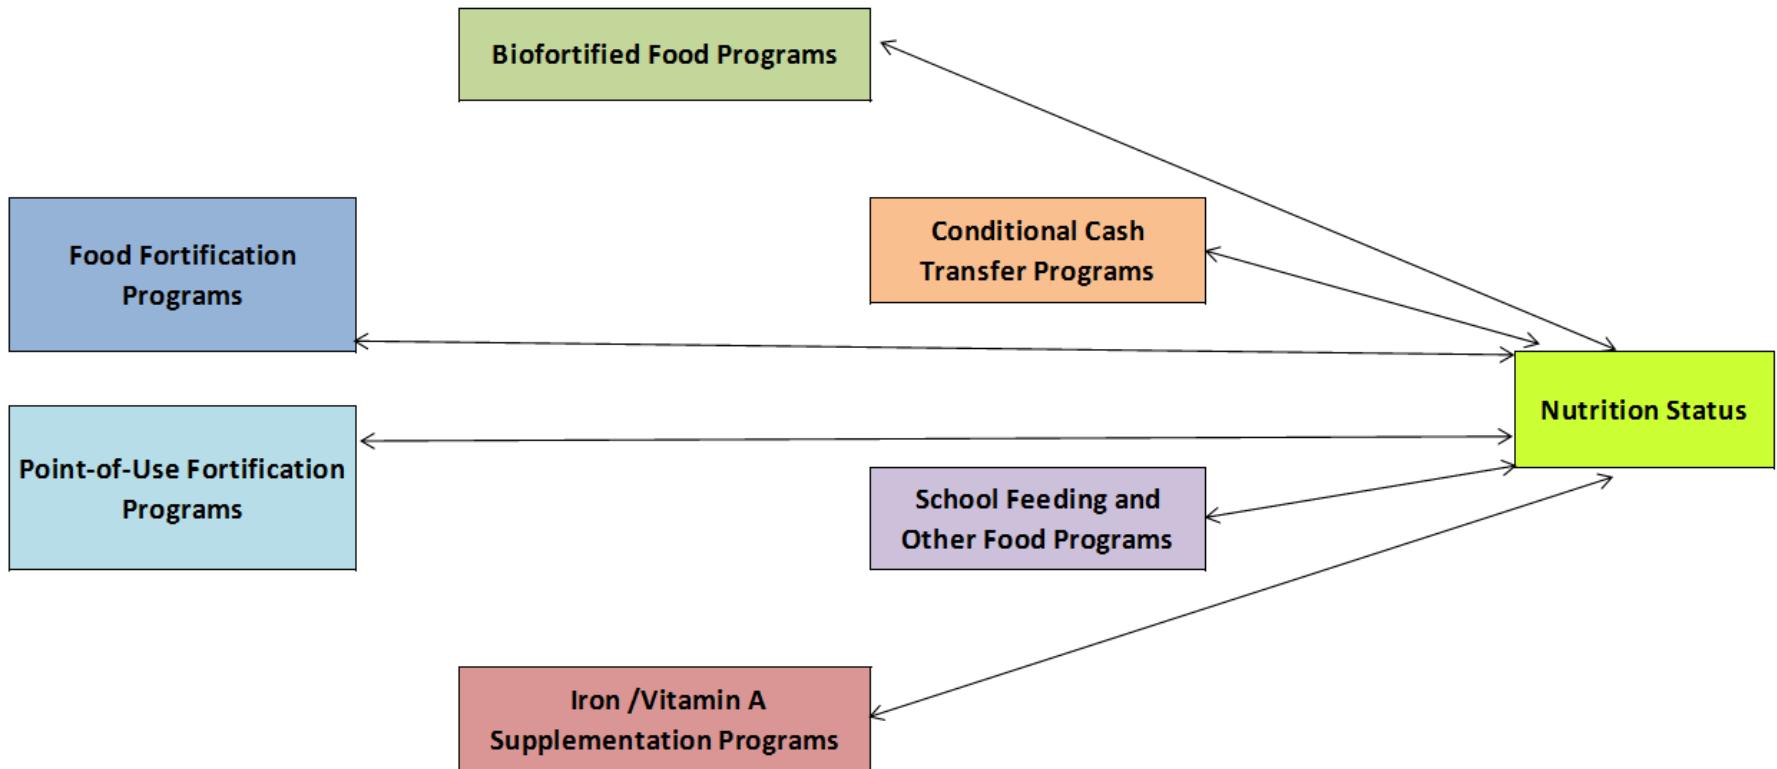 Biofortified Food Programs
Food Fortification
Programs
Conditional Cash
Transfer Programs
Nutrition Status
Point-of-Use Fortification
Programs
School Feeding and
Other Food Programs
Iron /Vitamin A
Supplementation Programs